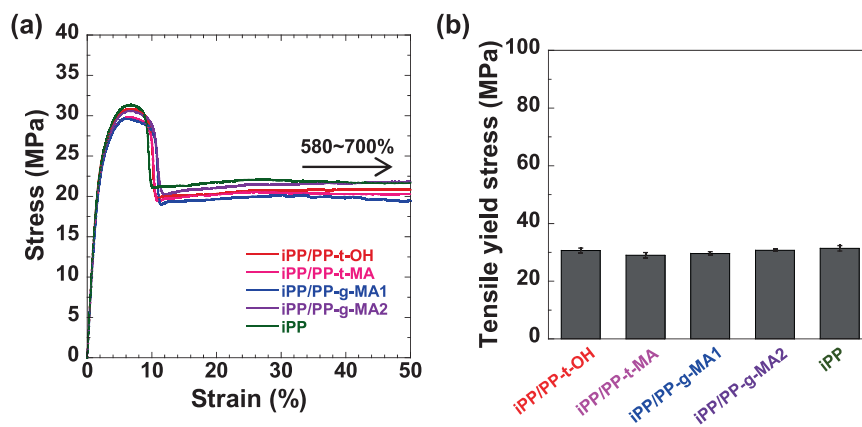 (a)
Stress (MPa)
40
35
30
25
20
15
10
5
0
580~700%
iPP/PP-t-OH
iPP/PP-t-MA
iPP/PP-g-MA1
iPP/PP-g-MA2
iPP
0 10 20 30 40 50
Strain (%)
(b)
Tensile yield stress (MPa)
100
80
60
40
20
0
iPP/PP-t-OH
iPP/PP-t-MA
iPP/PP-g-MA1
iPP/PP-g-MA2
iPP